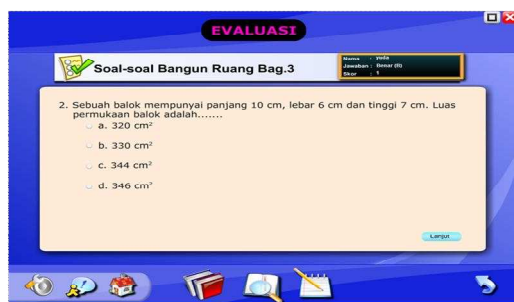 EVALUASI
Soal-soal Bangun Ruang Bag.3
Nama : yuda
Jawaban : Benar (B)
Skor : 1
2. Sebuah balok mempunyai panjang 10 cm, lebar 6 cm dan tinggi 7 cm. Luas
permukaan balok adalah.......
a. 320 cm²
b. 330 cm²
c. 344 cm²
d. 346 cm²
Lanjut